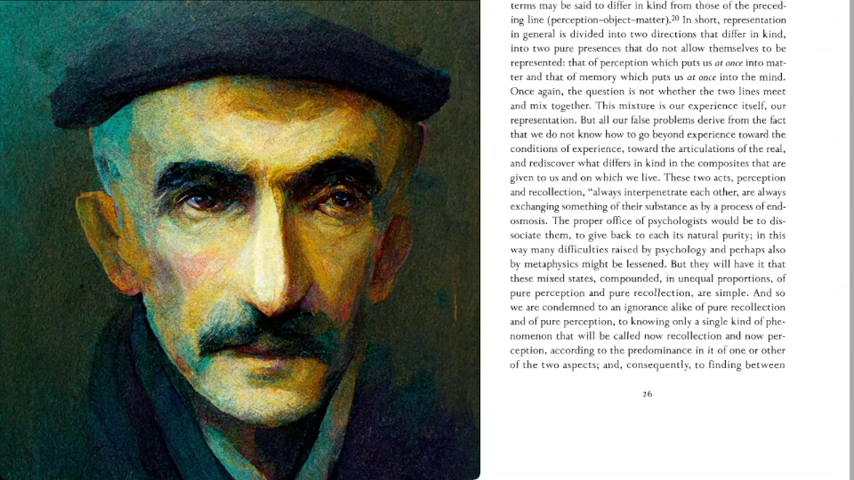 terms may be said to differ in kind from those of the preced-
ing line (perception–object–matter).20 In short, representation
in general is divided into two directions that differ in kind,
into two pure presences that do not allow themselves to be
represented: that of perception which puts us at once into mat-
ter and that of memory which puts us at once into the mind.
Once again, the question is not whether the two lines meet
and mix together. This mixture is our experience itself, our
representation. But all our false problems derive from the fact
that we do not know how to go beyond experience toward the
conditions of experience, toward the articulations of the real,
and rediscover what differs in kind in the composites that are
given to us and on which we live. These two acts, perception
and recollection, “always interpenetrate each other, are always
exchanging something of their substance as by a process of end-
osmosis. The proper office of psychologists would be to dis-
sociate them, to give back to each its natural purity; in this
way many difficulties raised by psychology and perhaps also
by metaphysics might be lessened. But they will have it that
these mixed states, compounded, in unequal proportions, of
pure perception and pure recollection, are simple. And so
we are condemned to an ignorance alike of pure recollection
and of pure perception, to knowing only a single kind of phe-
nomenon that will be called now recollection and now per-
ception, according to the predominance in it of one or other
of the two aspects; and, consequently, to finding between
26